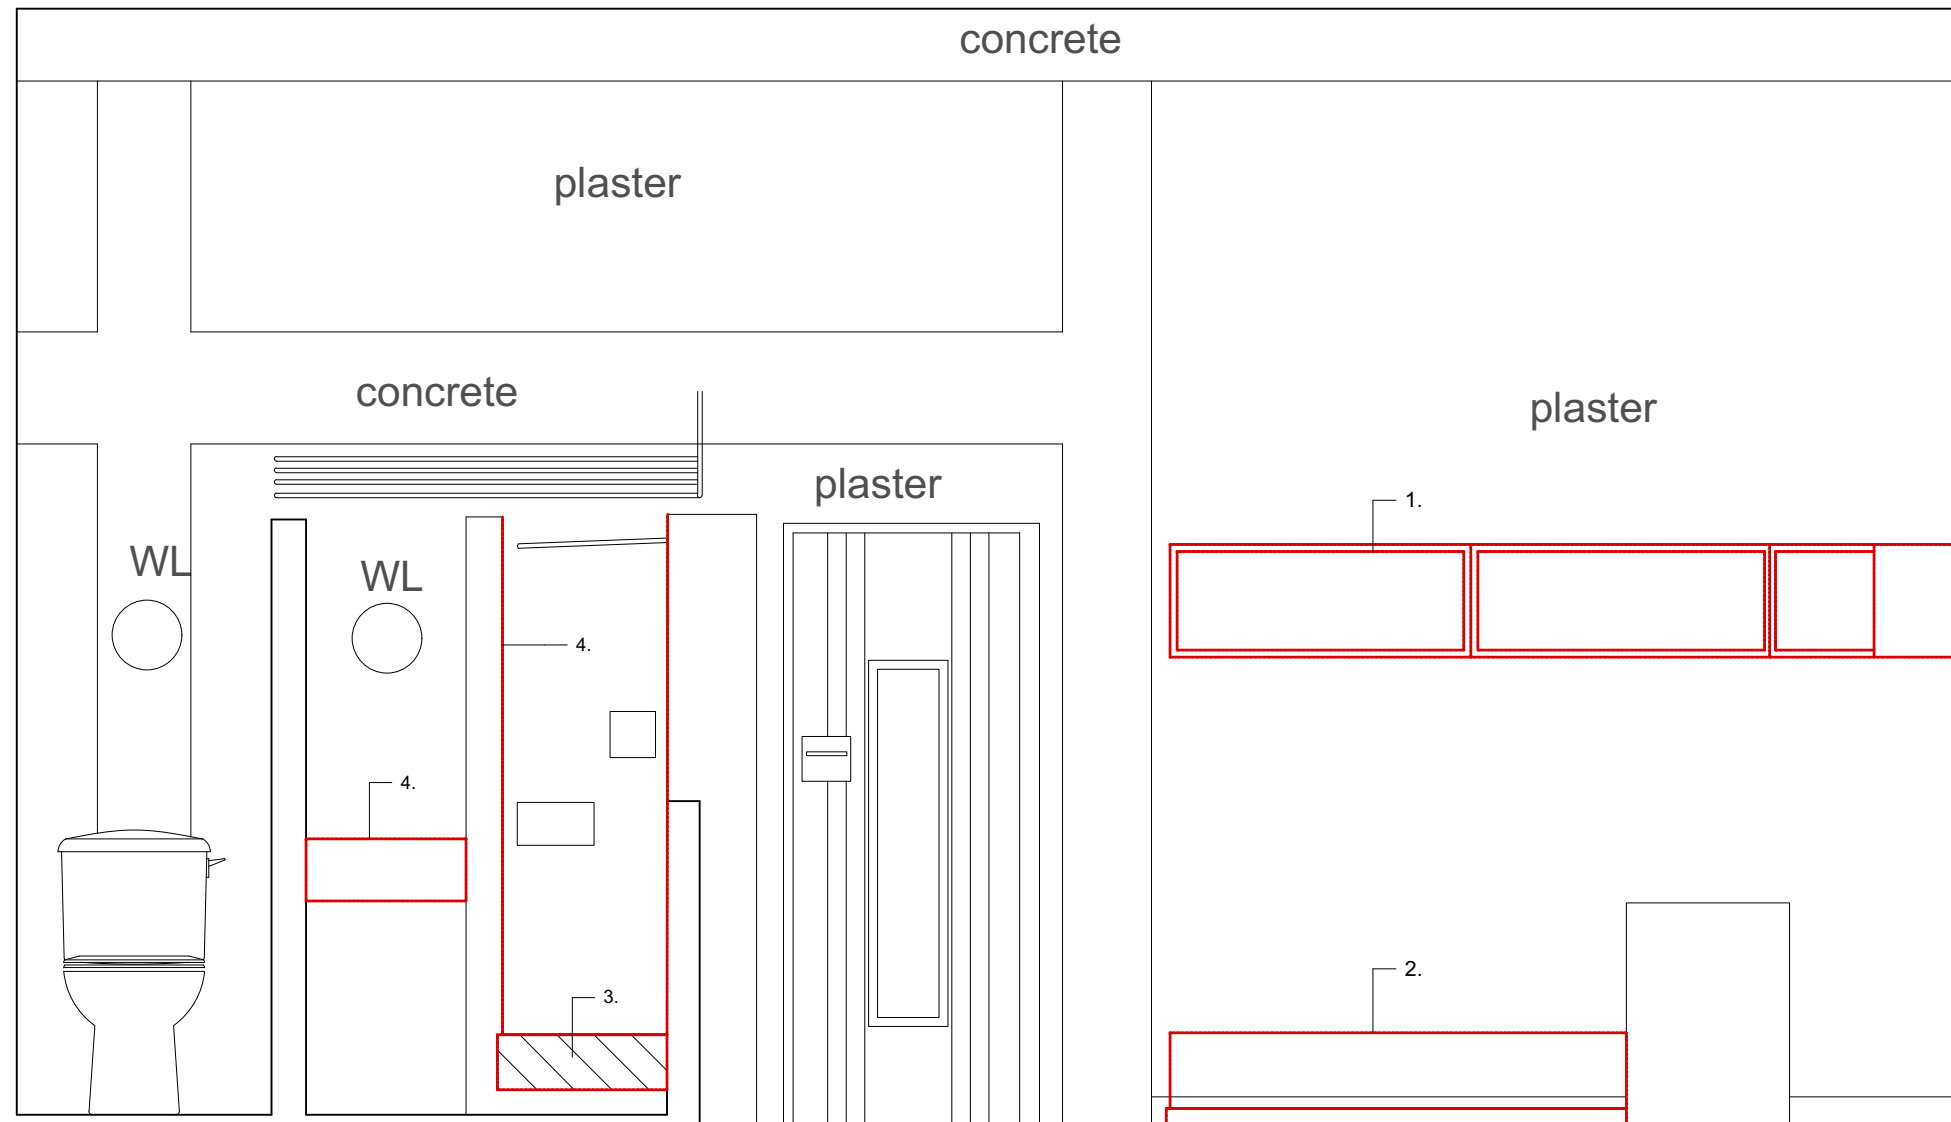 concrete
plaster
concrete
plaster
plaster
1.
WL
WL
4.
4.
2.
3.